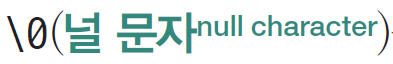 \0(널 문자null character)